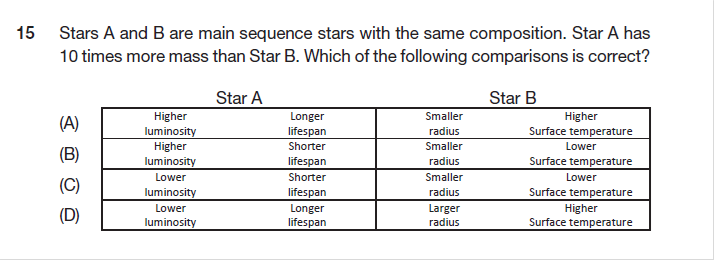 15 Stars A and B are main sequence stars with the same composition. Star A has
10 times more mass than Star B. Which of the following comparisons is correct?
Star A Star B
(A) Higher luminosity Longer lifespan Smaller radius Higher Surface temperature
(B) Higher luminosity Shorter lifespan Smaller radius Lower Surface temperature
(C) Lower luminosity Shorter lifespan Smaller radius Lower Surface temperature
(D) Lower luminosity Longer lifespan Larger radius Higher Surface temperature